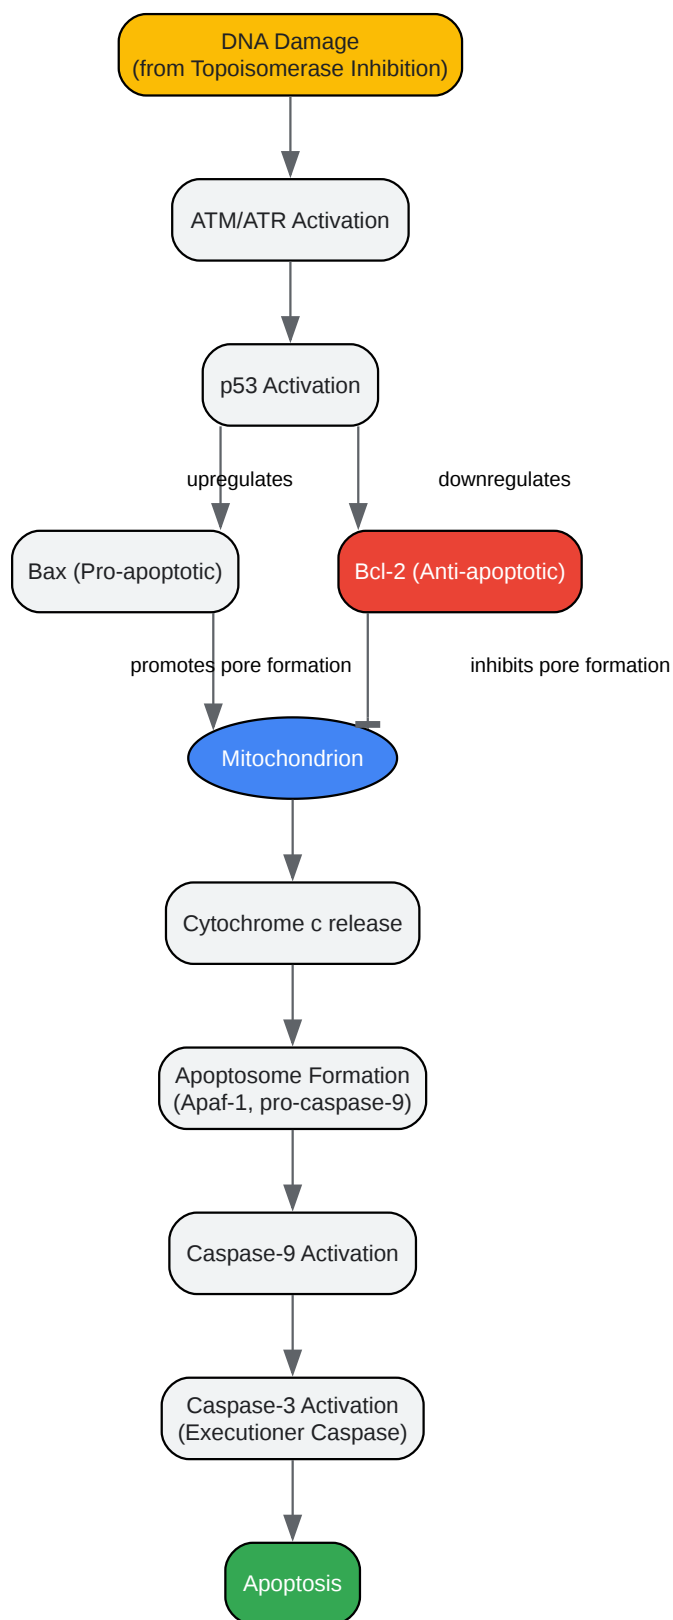 DNA Damage
(from Topoisomerase Inhibition)
ATM/ATR Activation
p53 Activation
upregulates
downregulates
Bax (Pro-apoptotic)
Bcl-2 (Anti-apoptotic)
promotes pore formation
inhibits pore formation
Mitochondrion
Cytochrome c release
Apoptosome Formation
(Apaf-1, pro-caspase-9)
Caspase-9 Activation
Caspase-3 Activation
(Executioner Caspase)
Apoptosis